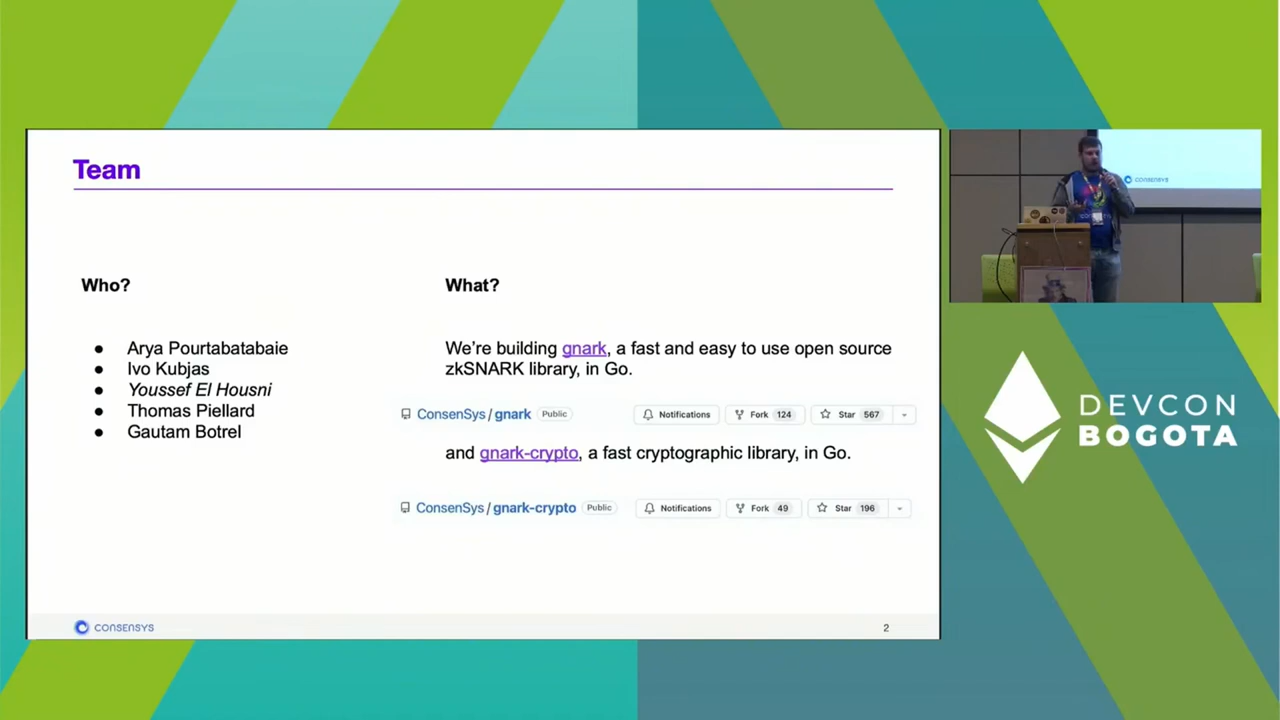 Team
Who?
● Arya Pourtabatabaie
● Ivo Kubjas
● Youssef El Housni
● Thomas Piellard
● Gautam Botrel
What?
We're building gnark, a fast and easy to use open source
zkSNARK library, in Go.
ConsenSys / gnark Public Notifications Fork 124 Star 567
and gnark-crypto, a fast cryptographic library, in Go.
ConsenSys / gnark-crypto Public Notifications Fork 49 Star 196
CONSENSYS
2
CONSENSYS
DEVCON
BOGOTA